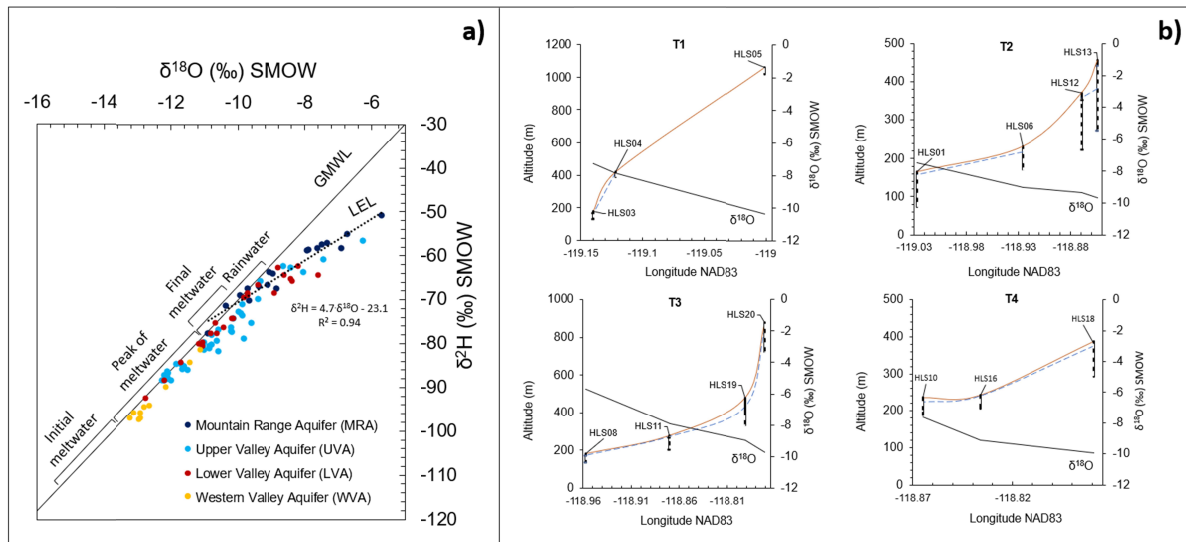 a)
δ¹⁸O (‰) SMOW
-16 -14 -12 -10 -8 -6
-30
-40
-50
-60
-70
-80
-90
-100
-110
-120
δ²H (‰) SMOW
GMWL
LEL
Rainwater
Final meltwater
Peak of meltwater
Initial meltwater
δ²H = 4.7·δ¹⁸O - 23.1
R² = 0.94
Mountain Range Aquifer (MRA)
Upper Valley Aquifer (UVA)
Lower Valley Aquifer (LVA)
Western Valley Aquifer (WVA)
b)
T1
Altitude (m)
1200
1000
800
600
400
200
0
0
-2
-4
-6
-8
-10
-12
δ¹⁸O (‰) SMOW
HLS05
HLS04
HLS03
δ¹⁸O
-119.15 -119.1 -119.05 -119
Longitude NAD83
T2
Altitude (m)
500
400
300
200
100
0
0
-2
-4
-6
-8
-10
-12
δ¹⁸O (‰) SMOW
HLS13
HLS12
HLS06
HLS01
δ¹⁸O
-119.03 -118.98 -118.93 -118.88
Longitude NAD83
T3
Altitude (m)
1000
800
600
400
200
0
0
-2
-4
-6
-8
-10
-12
δ¹⁸O (‰) SMOW
HLS20
HLS19
HLS11
HLS08
δ¹⁸O
-118.96 -118.91 -118.86 -118.81
Longitude NAD83
T4
Altitude (m)
500
400
300
200
100
0
0
-2
-4
-6
-8
-10
-12
δ¹⁸O (‰) SMOW
HLS18
HLS10
HLS16
δ¹⁸O
-118.87 -118.82
Longitude NAD83